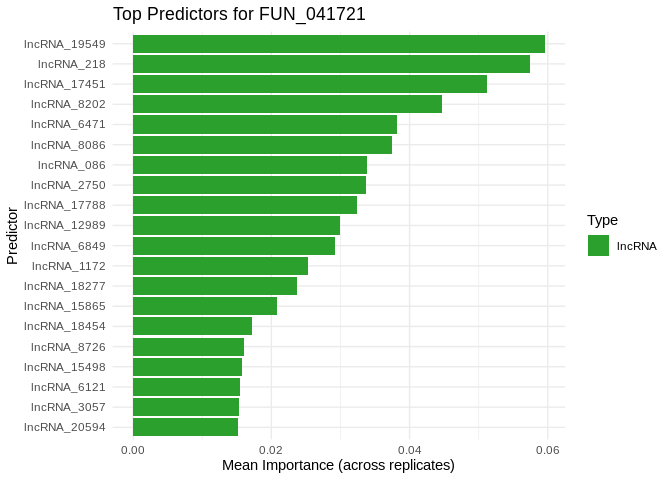 Top Predictors for FUN_041721
Predictor
lncRNA_19549
lncRNA_218
lncRNA_17451
lncRNA_8202
lncRNA_6471
lncRNA_8086
lncRNA_086
lncRNA_2750
lncRNA_17788
lncRNA_12989
lncRNA_6849
lncRNA_1172
lncRNA_18277
lncRNA_15865
lncRNA_18454
lncRNA_8726
lncRNA_15498
lncRNA_6121
lncRNA_3057
lncRNA_20594
0.00 0.02 0.04 0.06
Mean Importance (across replicates)
Type
lncRNA